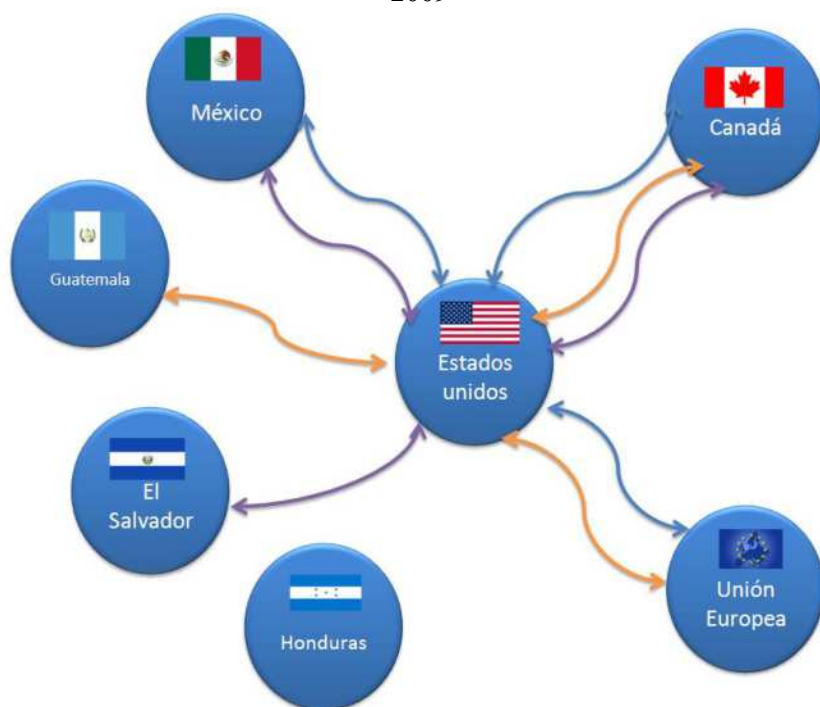 México
Canadá
Guatemala
Estados
unidos
El
Salvador
Unión
Europea
Honduras